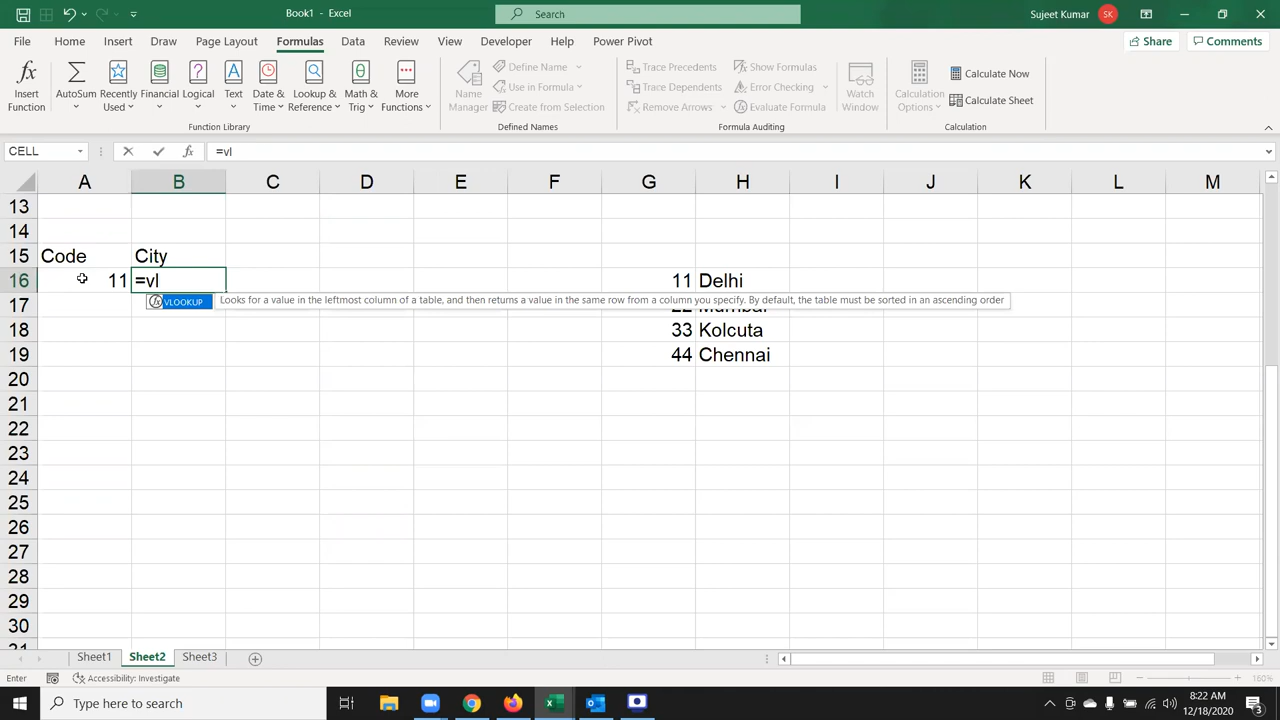 Book1 - Excel
Search
Sujeet Kumar
SK
File
Home
Insert
Draw
Page Layout
Formulas
Data
Review
View
Developer
Help
Power Pivot
Share
Comments
Insert Function
AutoSum
Recently Used
Financial
Logical
Text
Date & Time
Lookup & Reference
Math & Trig
More Functions
Function Library
Name Manager
Define Name
Use in Formula
Create from Selection
Defined Names
Trace Precedents
Trace Dependents
Remove Arrows
Show Formulas
Error Checking
Evaluate Formula
Formula Auditing
Watch Window
Calculation Options
Calculate Now
Calculate Sheet
Calculation
CELL
fx
=vl
A B C D E F G H I J K L M
13
14
15 Code City
16 11 =vl 11 Delhi
VLOOKUP Looks for a value in the leftmost column of a table, and then returns a value in the same row from a column you specify. By default, the table must be sorted in an ascending order
17 22 Mumbai
18 33 Kolcuta
19 44 Chennai
20
21
22
23
24
25
26
27
28
29
30
31
Sheet1
Sheet2
Sheet3
Enter
Accessibility: Investigate
160%
Type here to search
8:22 AM
12/18/2020
3